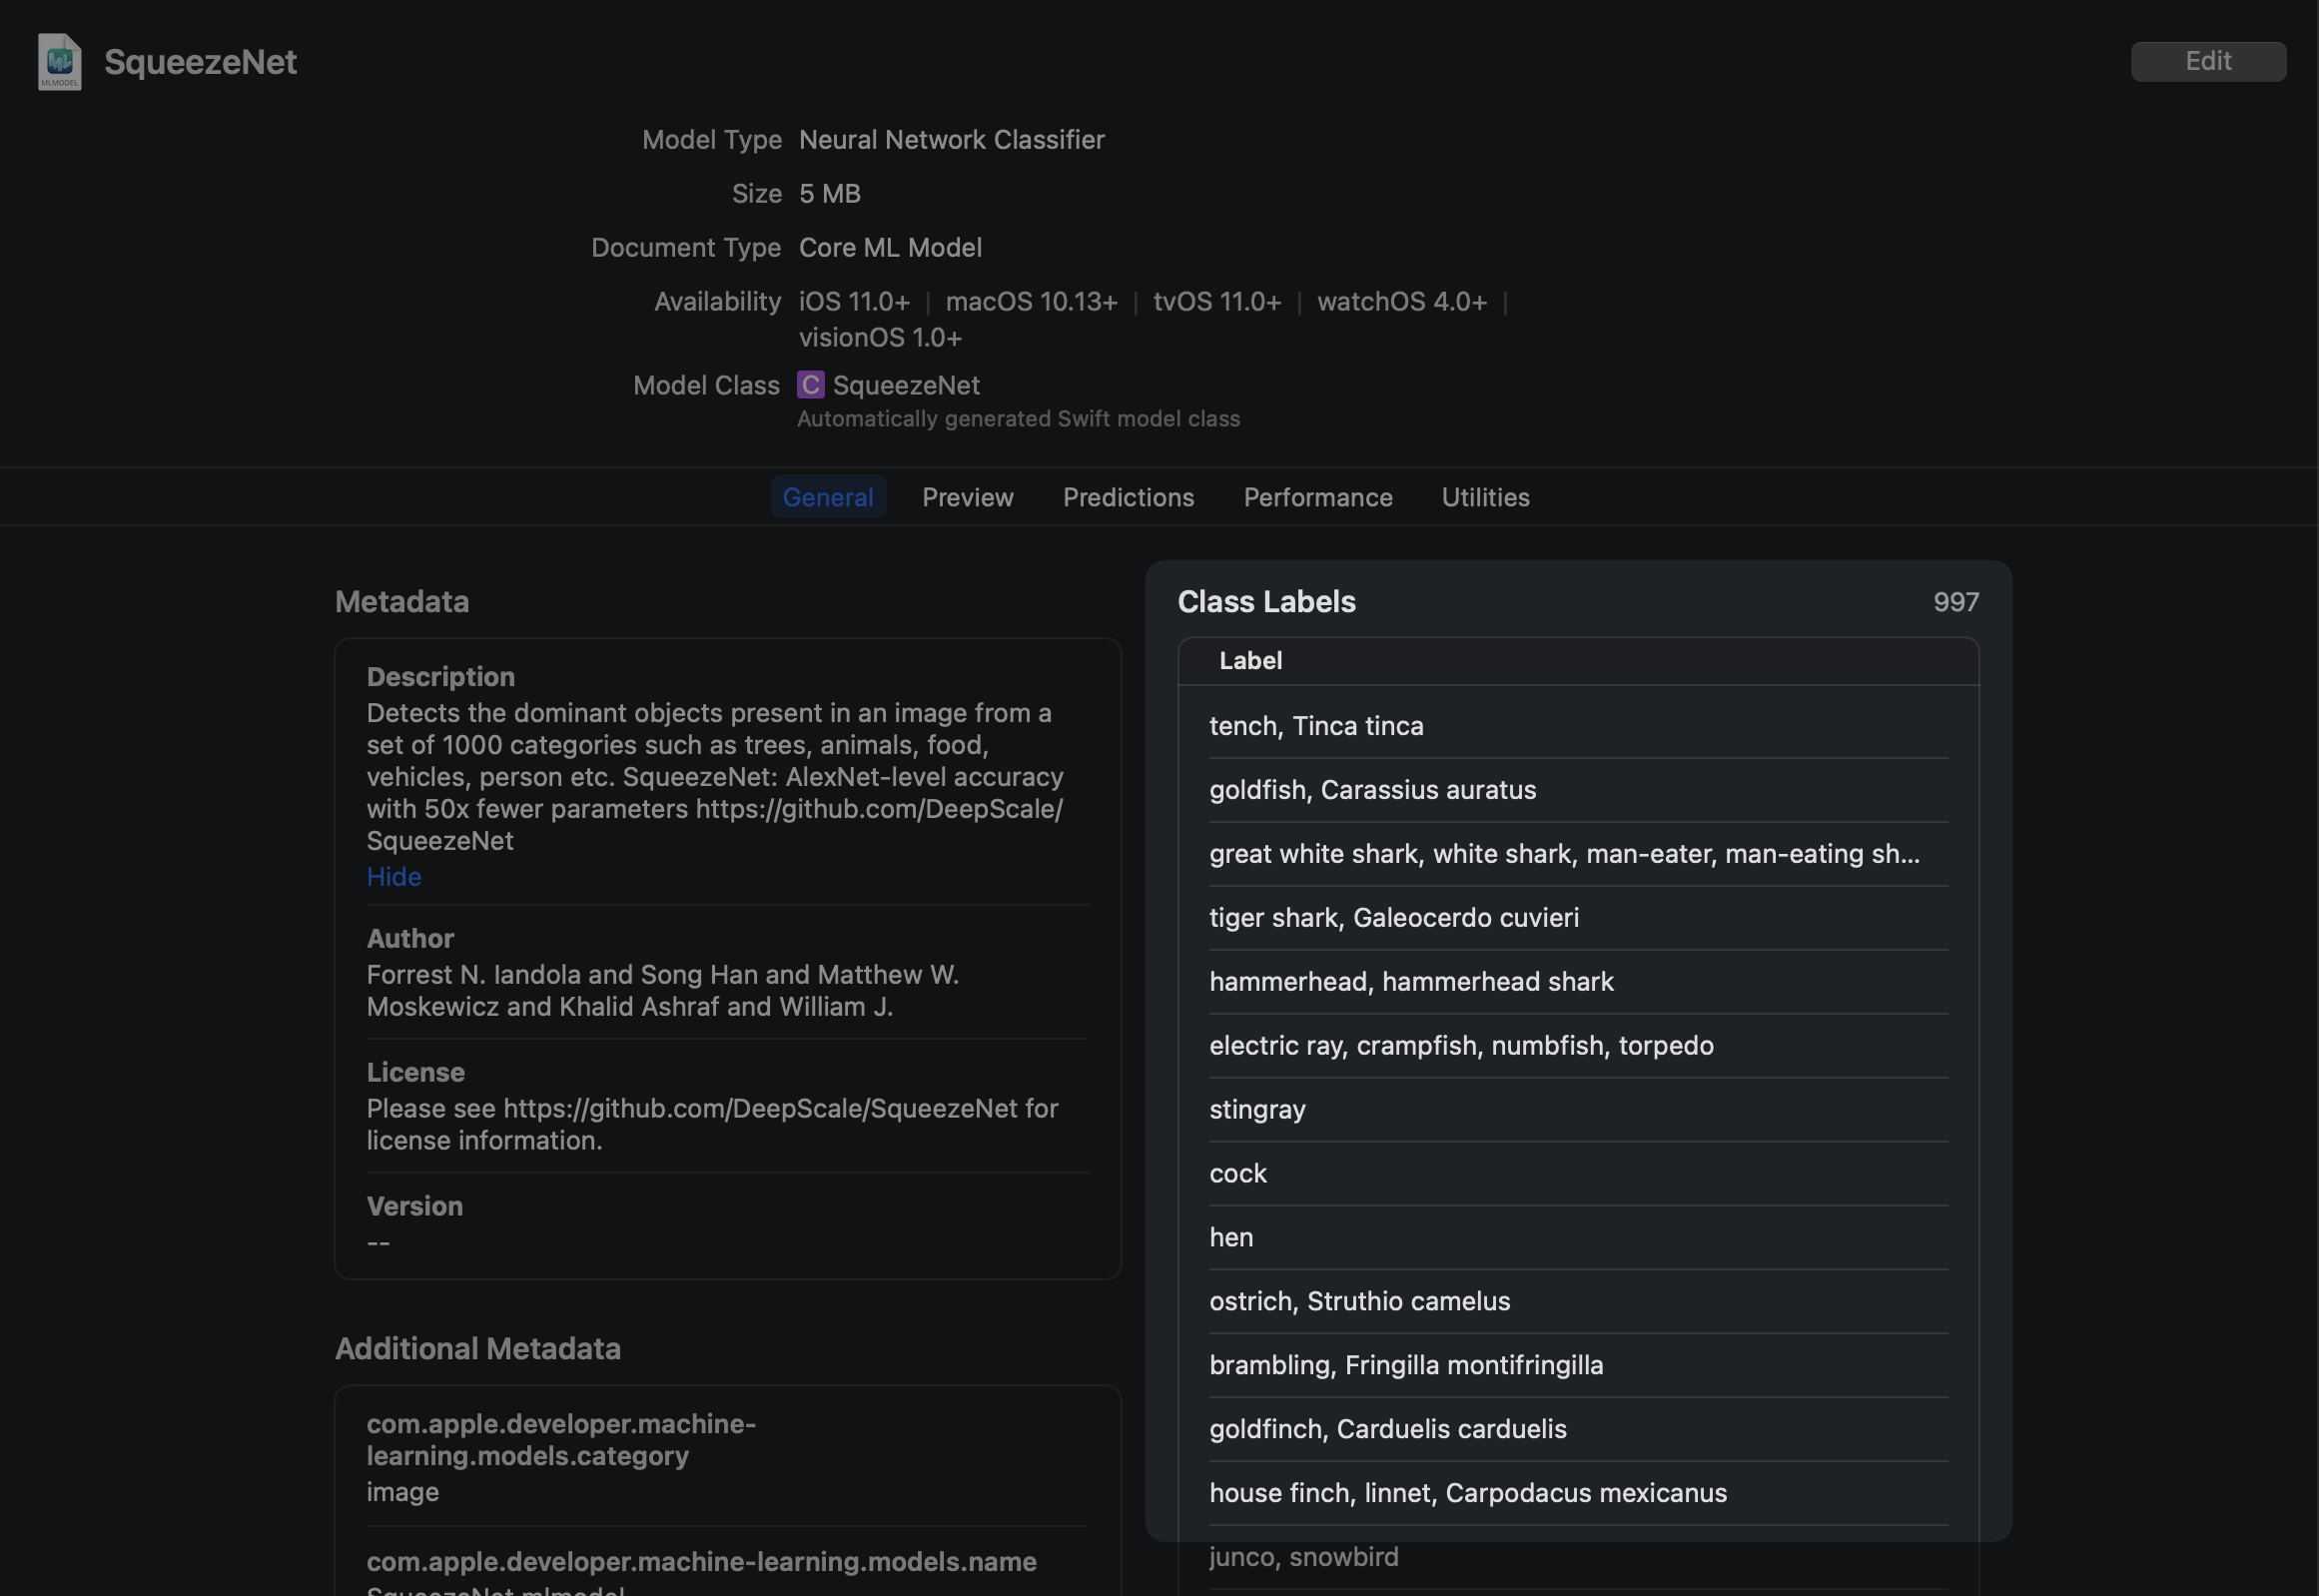 MLMODEL
SqueezeNet
Edit
Model Type Neural Network Classifier
Size 5 MB
Document Type Core ML Model
Availability iOS 11.0+ | macOS 10.13+ | tvOS 11.0+ | watchOS 4.0+ |
visionOS 1.0+
Model Class C SqueezeNet
Automatically generated Swift model class
General Preview Predictions Performance Utilities
Metadata
Description
Detects the dominant objects present in an image from a
set of 1000 categories such as trees, animals, food,
vehicles, person etc. SqueezeNet: AlexNet-level accuracy
with 50x fewer parameters https://github.com/DeepScale/
SqueezeNet
Hide
Author
Forrest N. Iandola and Song Han and Matthew W.
Moskewicz and Khalid Ashraf and William J.
License
Please see https://github.com/DeepScale/SqueezeNet for
license information.
Version
--
Additional Metadata
com.apple.developer.machine-
learning.models.category
image
com.apple.developer.machine-learning.models.name
SqueezeNet.mlmodel
Class Labels 997
Label
tench, Tinca tinca
goldfish, Carassius auratus
great white shark, white shark, man-eater, man-eating sh...
tiger shark, Galeocerdo cuvieri
hammerhead, hammerhead shark
electric ray, crampfish, numbfish, torpedo
stingray
cock
hen
ostrich, Struthio camelus
brambling, Fringilla montifringilla
goldfinch, Carduelis carduelis
house finch, linnet, Carpodacus mexicanus
junco, snowbird